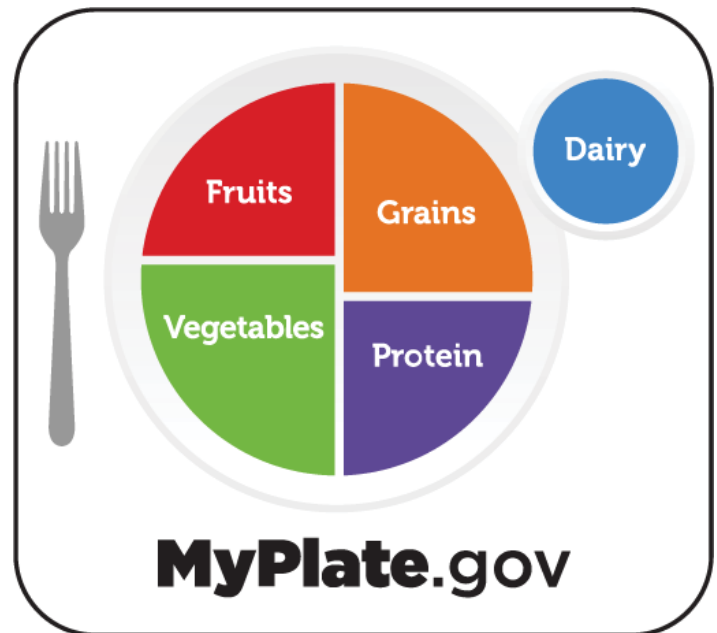 Fruits
Grains
Dairy
Vegetables
Protein
MyPlate.gov